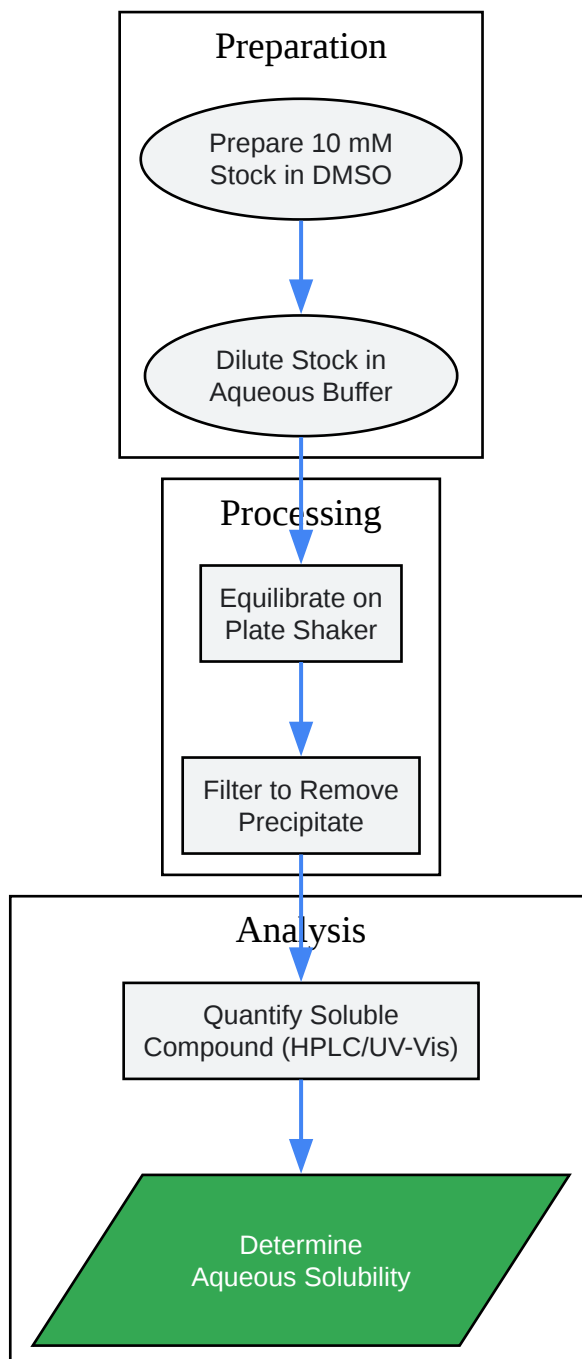 Preparation
Prepare 10 mM
Stock in DMSO
Dilute Stock in
Aqueous Buffer
Processing
Equilibrate on
Plate Shaker
Filter to Remove
Precipitate
Analysis
Quantify Soluble
Compound (HPLC/UV-Vis)
Determine
Aqueous Solubility